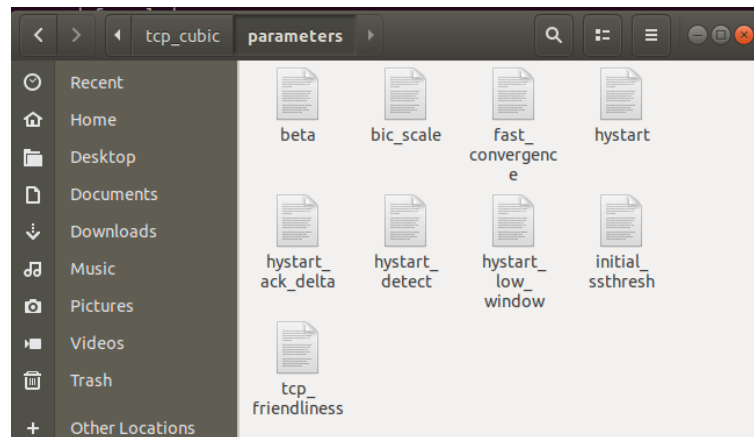 tcp_cubic parameters
Recent
Home
Desktop
Documents
Downloads
Music
Pictures
Videos
Trash
Other Locations
beta
bic_scale
fast_
convergenc
e
hystart
hystart_
ack_delta
hystart_
detect
hystart_
low_
window
initial_
ssthresh
tcp_
friendliness